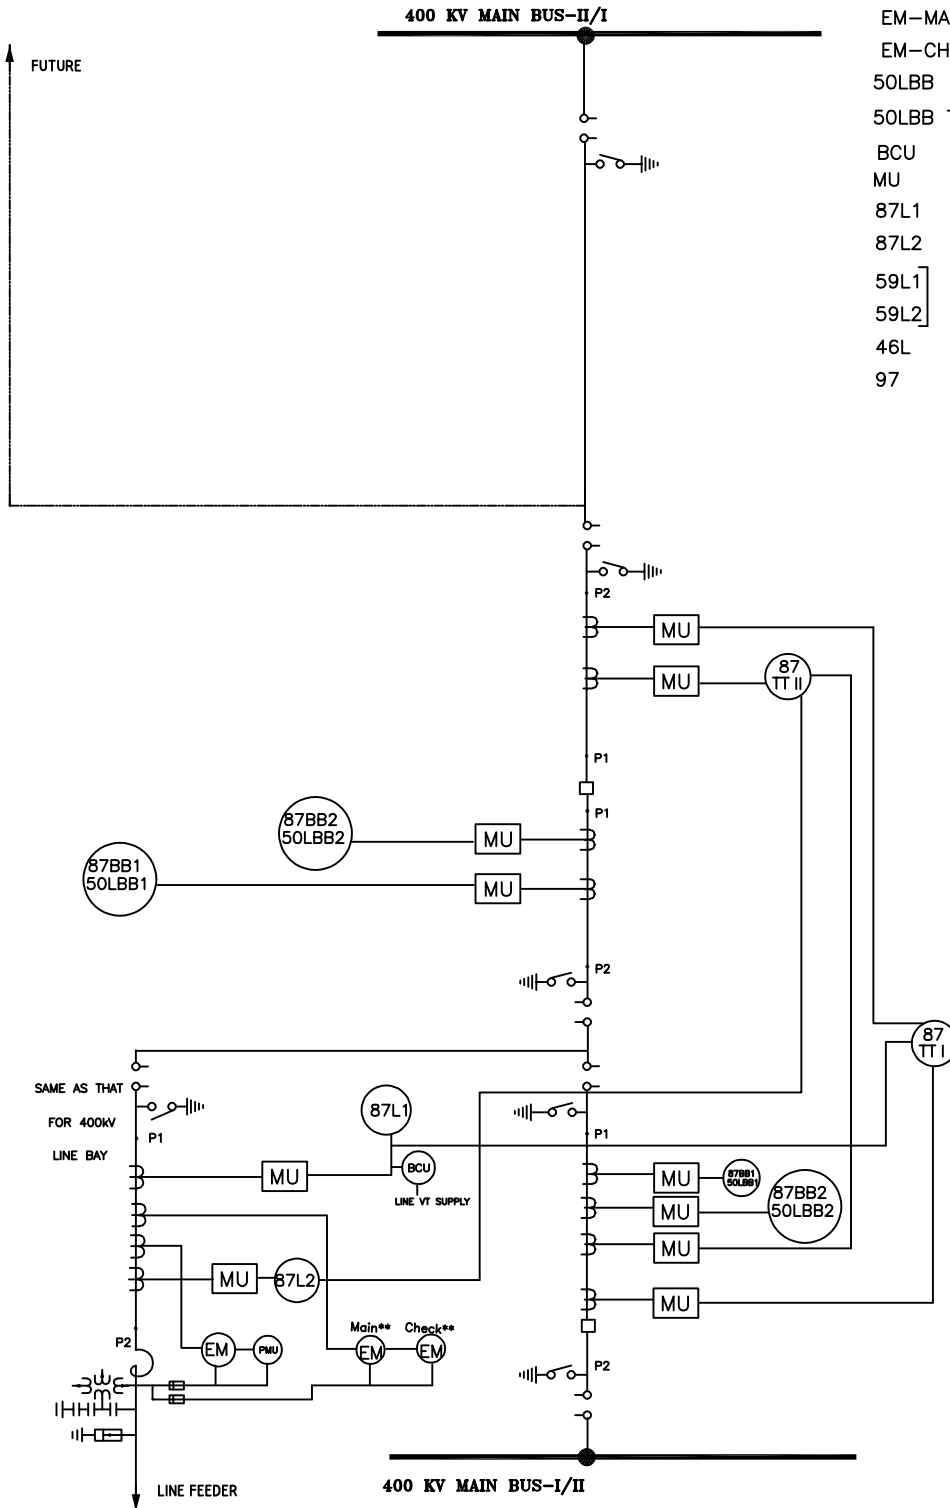 400 KV MAIN BUS-II/I
EM-MA
EM-CH
50LBB
50LBB
BCU
MU
87L1
87L2
59L1
59L2
46L
97
FUTURE
P2
MU
MU
87
TT II
P1
P1
87BB2
50LBB2
MU
87BB1
50LBB1
MU
P2
87
TT I
SAME AS THAT
FOR 400kV
LINE BAY
P1
87L1
P1
MU
BCU
LINE VT SUPPLY
MU
87BB1
50LBB1
87BB2
50LBB2
MU
MU
MU
87L2
MU
P2
EM
PMU
Main**
EM
Check**
EM
P2
400 KV MAIN BUS-I/II
LINE FEEDER